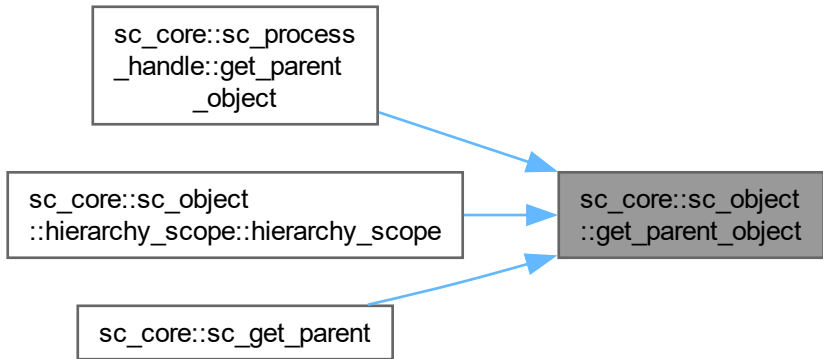 sc_core::sc_process
_handle::get_parent
_object
sc_core::sc_object
::hierarchy_scope::hierarchy_scope
sc_core::sc_get_parent
sc_core::sc_object
::get_parent_object